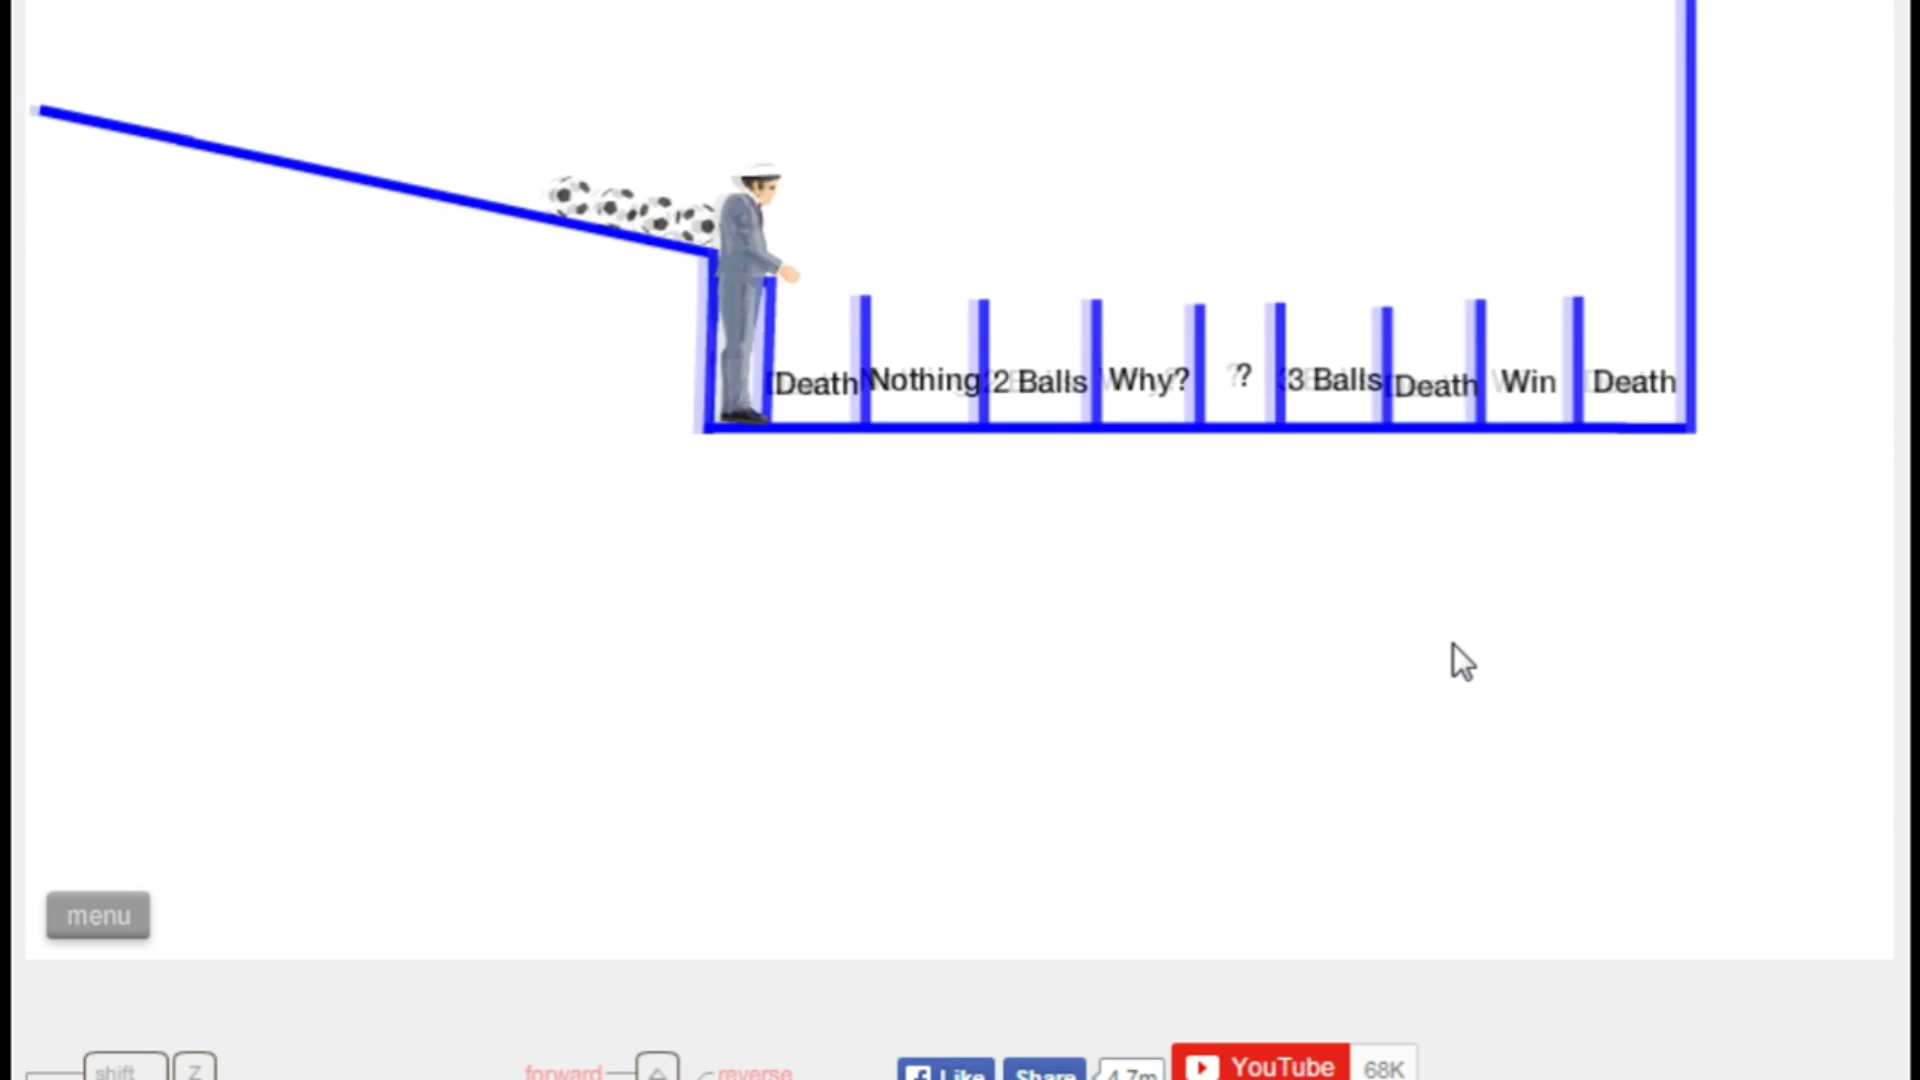 Death Nothing 2 Balls Why? ? 3 Balls Death Win Death
menu
shift Z forward reverse Like Share 4.7m YouTube 68K